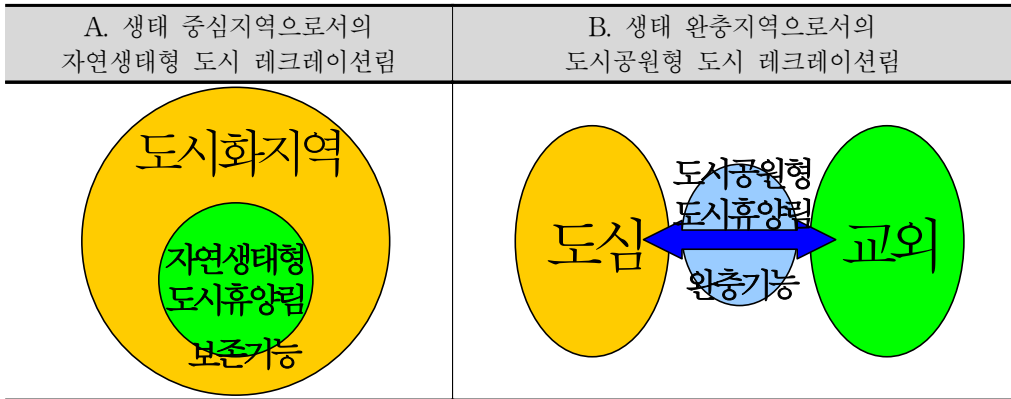 A. 생태 중심지역으로서의
자연생태형 도시 레크레이션림
B. 생태 완충지역으로서의
도시공원형 도시 레크레이션림
도시화지역
자연생태형
도시휴양림
보존기능
도심
도시공원형
도시휴양림
완충기능
교외